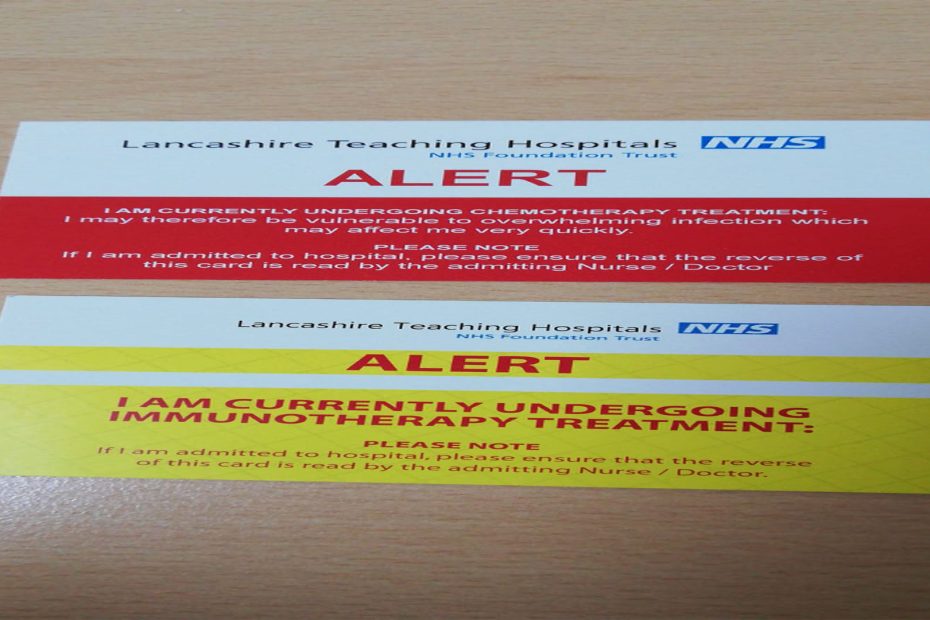 Lancashire Teaching Hospitals NHS
NHS Foundation Trust
ALERT
I AM CURRENTLY UNDERGOING CHEMOTHERAPY TREATMENT:
I may therefore be vulnerable to overwhelming infection which
may affect me very quickly.
PLEASE NOTE
If I am admitted to hospital, please ensure that the reverse of
this card is read by the admitting Nurse / Doctor
Lancashire Teaching Hospitals NHS
NHS Foundation Trust
ALERT
I AM CURRENTLY UNDERGOING
IMMUNOTHERAPY TREATMENT:
PLEASE NOTE
If I am admitted to hospital, please ensure that the reverse
of this card is read by the admitting Nurse / Doctor.